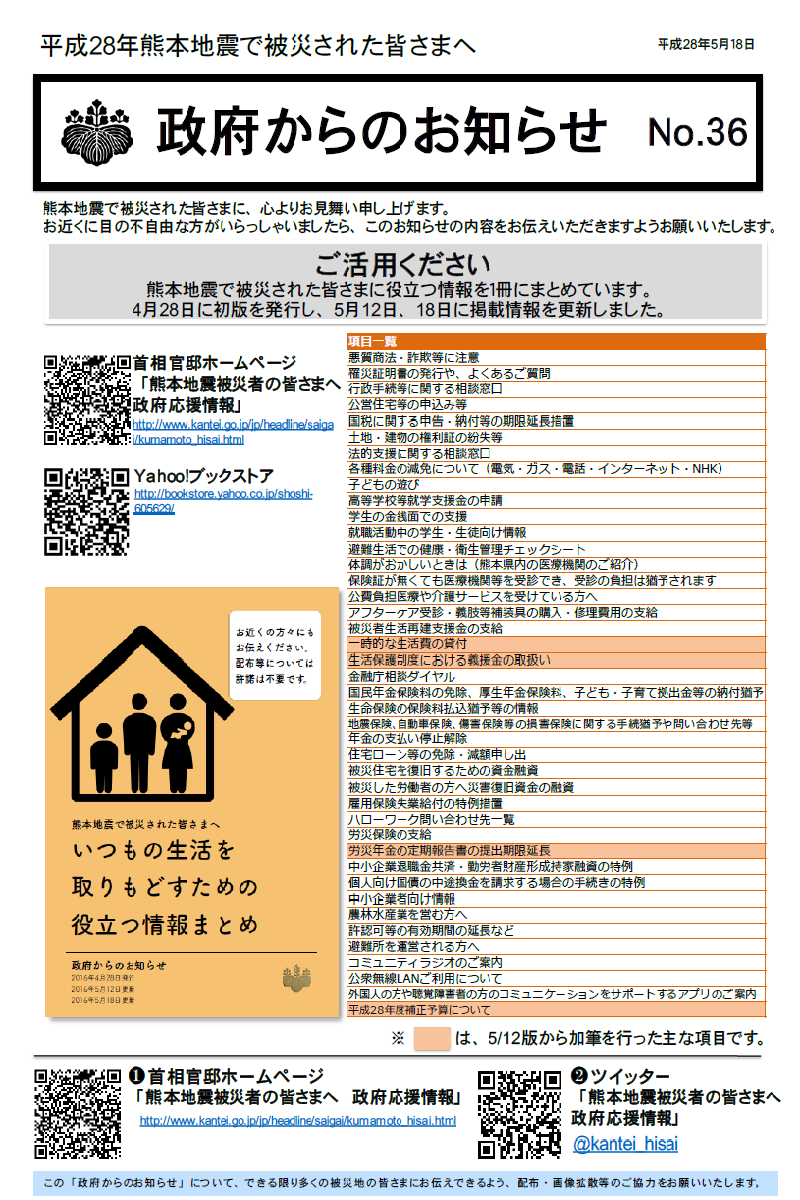 平成28年熊本地震で被災された皆さまへ
平成28年5月18日
政府からのお知らせ No.36
熊本地震で被災された皆さまに、心よりお見舞い申し上げます。
お近くに目の不自由な方がいらっしゃいましたら、このお知らせの内容をお伝えいただきますようお願いいたします。
ご活用ください
熊本地震で被災された皆さまに役立つ情報を1冊にまとめています。
4月28日に初版を発行し、5月12日、18日に掲載情報を更新しました。
首相官邸ホームページ
「熊本地震被災者の皆さまへ
政府応援情報」
http://www.kantei.go.jp/jp/headline/saiga
i/kumamoto_hisai.html
Yahoo!ブックストア
http://bookstore.yahoo.co.jp/shoshi-
605629/
お近くの方々にも
お伝えください。
配布等については
許諾は不要です。
熊本地震で被災された皆さまへ
いつもの生活を
取りもどすための
役立つ情報まとめ
政府からのお知らせ
2016年4月28日発行
2016年5月12日更新
2016年5月18日更新
項目一覧
悪質商法・詐欺等に注意
罹災証明書の発行や、よくあるご質問
行政手続等に関する相談窓口
公営住宅等の申込み等
国税に関する申告・納付等の期限延長措置
土地・建物の権利証の紛失等
法的支援に関する相談窓口
各種料金の減免について（電気・ガス・電話・インターネット・NHK）
子どもの遊び
高等学校等就学支援金の申請
学生の金銭面での支援
就職活動中の学生・生徒向け情報
避難生活での健康・衛生管理チェックシート
体調がおかしいときは（熊本県内の医療機関のご紹介）
保険証が無くても医療機関等を受診でき、受診の負担は猶予されます
公費負担医療や介護サービスを受けている方へ
アフターケア受診・義肢等補装具の購入・修理費用の支給
被災者生活再建支援金の支給
一時的な生活費の貸付
生活保護制度における義援金の取扱い
金融庁相談ダイヤル
国民年金保険料の免除、厚生年金保険料、子ども・子育て拠出金等の納付猶予
生命保険の保険料払込猶予等の情報
地震保険、自動車保険、傷害保険等の損害保険に関する手続猶予や問い合わせ先等
年金の支払い停止解除
住宅ローン等の免除・減額申し出
被災住宅を復旧するための資金融資
被災した労働者の方へ災害復旧資金の融資
雇用保険失業給付の特例措置
ハローワーク問い合わせ先一覧
労災保険の支給
労災年金の定期報告書の提出期限延長
中小企業退職金共済・勤労者財産形成持家融資の特例
個人向け国債の中途換金を請求する場合の手続きの特例
中小企業者向け情報
農林水産業を営む方へ
許認可等の有効期間の延長など
避難所を運営される方へ
コミュニティラジオのご案内
公衆無線LANご利用について
外国人の方や聴覚障害者の方のコミュニケーションをサポートするアプリのご案内
平成28年度補正予算について
※ は、5/12版から加筆を行った主な項目です。
❶首相官邸ホームページ
「熊本地震被災者の皆さまへ 政府応援情報」
http://www.kantei.go.jp/jp/headline/saigai/kumamoto_hisai.html
❷ツイッター
「熊本地震被災者の皆さまへ
政府応援情報」
@kantei_hisai
この「政府からのお知らせ」について、できる限り多くの被災地の皆さまにお伝えできるよう、配布・画像拡散等のご協力をお願いいたします。